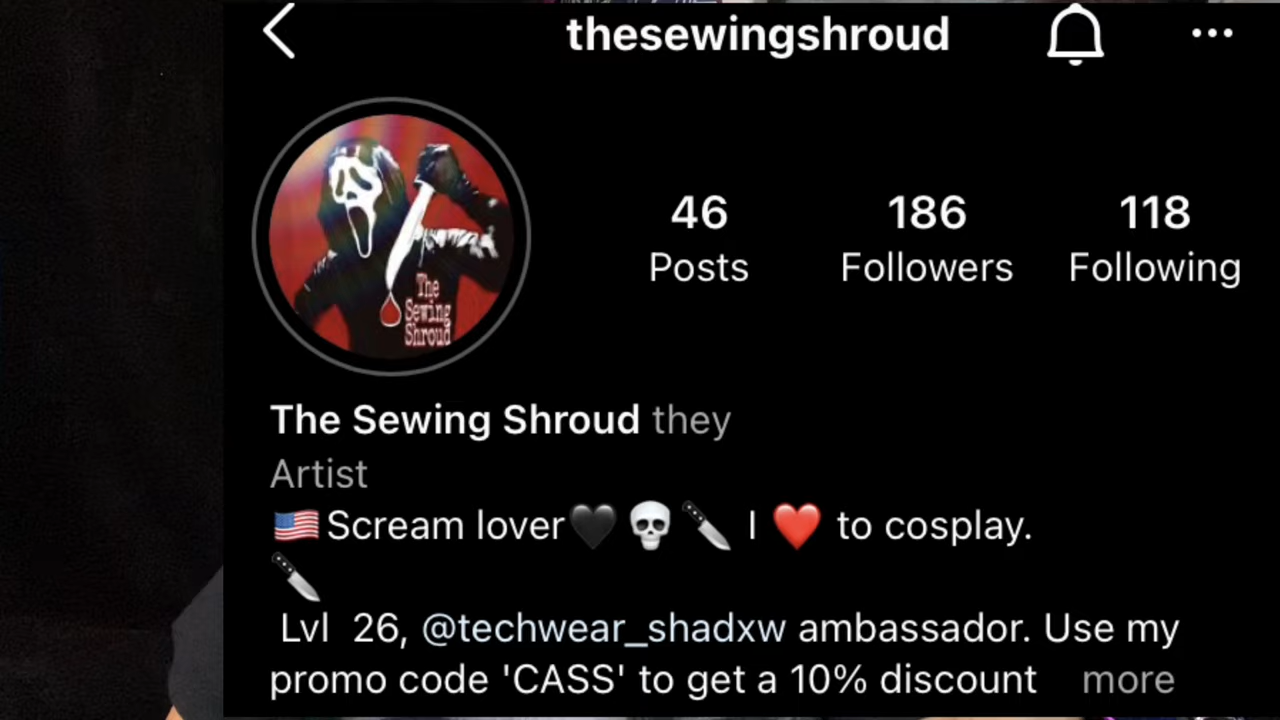 thesewingshroud
46 186 118
Posts Followers Following
The
Sewing
Shroud
The Sewing Shroud they
Artist
🇺🇸Scream lover🖤💀🔪 I ❤️ to cosplay.
🔪
Lvl 26, @techwear_shadxw ambassador. Use my
promo code 'CASS' to get a 10% discount more